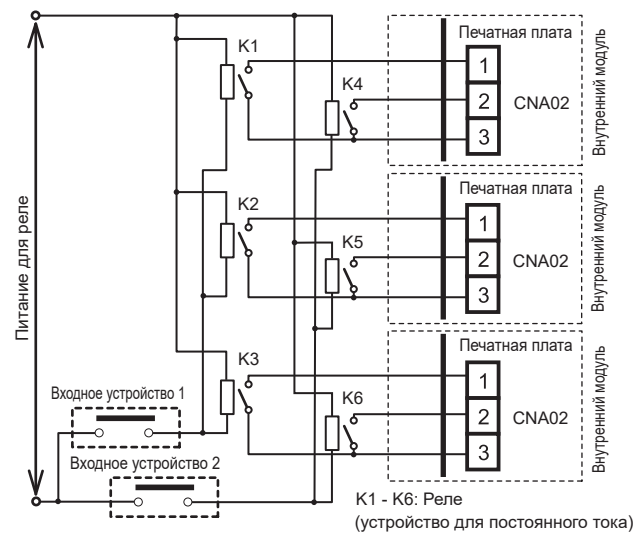 Питание для реле
K1
K4
Печатная плата
1
2
3
CNA02
Внутренний модуль
K2
K5
Печатная плата
1
2
3
CNA02
Внутренний модуль
K3
K6
Печатная плата
1
2
3
CNA02
Внутренний модуль
Входное устройство 1
Входное устройство 2
K1 - K6: Реле
(устройство для постоянного тока)